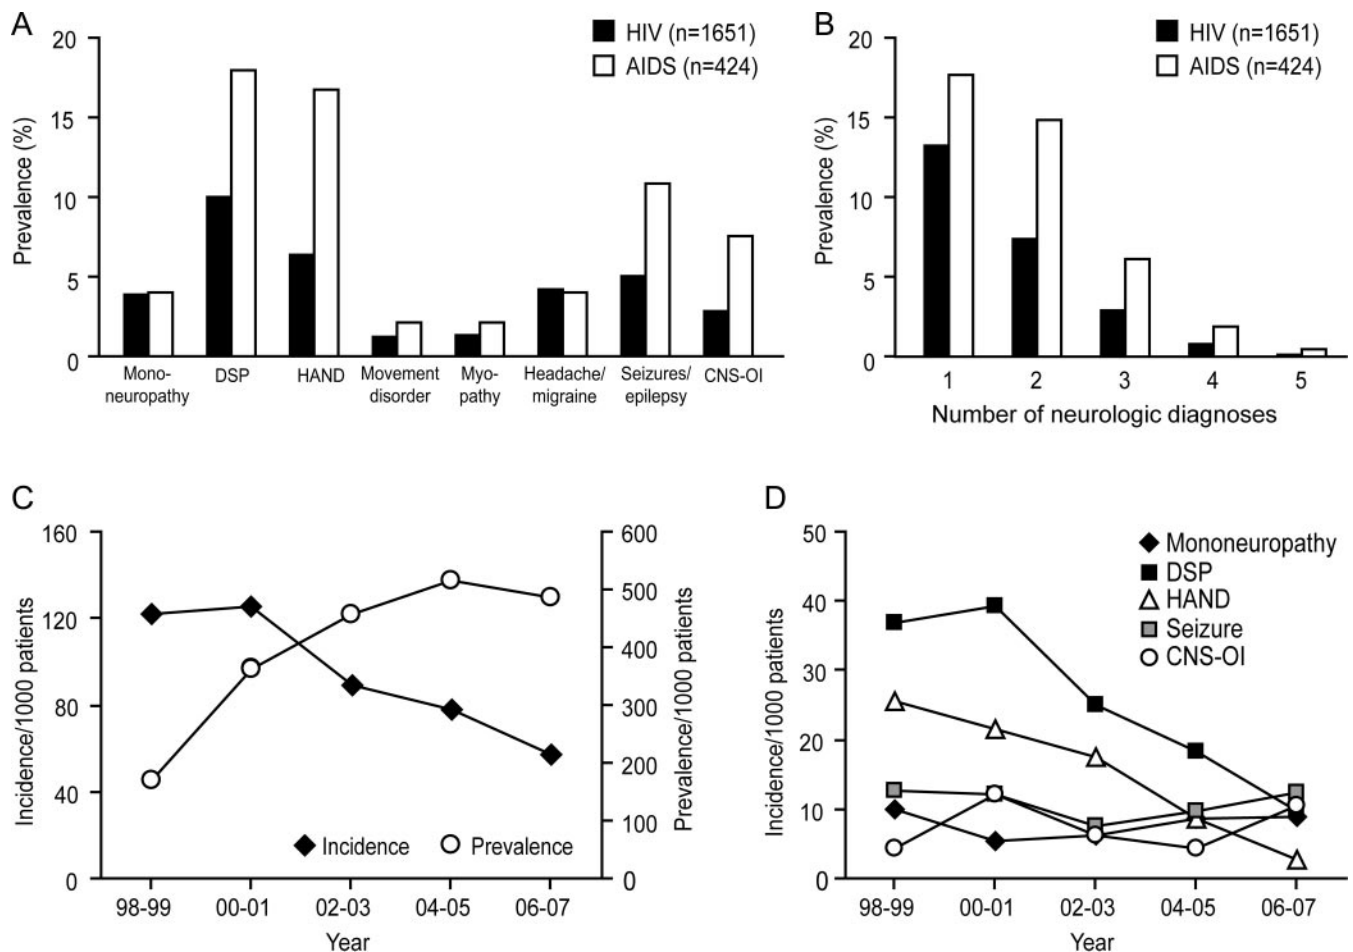 A
HIV (n=1651)
AIDS (n=424)
Prevalence (%)
20
15
10
5
0
Mono-
neuropathy
DSP
HAND
Movement
disorder
Myo-
pathy
Headache/
migraine
Seizures/
epilepsy
CNS-OI
B
HIV (n=1651)
AIDS (n=424)
Prevalence (%)
20
15
10
5
0
1 2 3 4 5
Number of neurologic diagnoses
C
Incidence/1000 patients
160
120
80
40
0
Prevalence/1000 patients
600
500
400
300
200
100
0
Incidence Prevalence
98-99 00-01 02-03 04-05 06-07
Year
D
Incidence/1000 patients
50
40
30
20
10
0
Mononeuropathy
DSP
HAND
Seizure
CNS-OI
98-99 00-01 02-03 04-05 06-07
Year